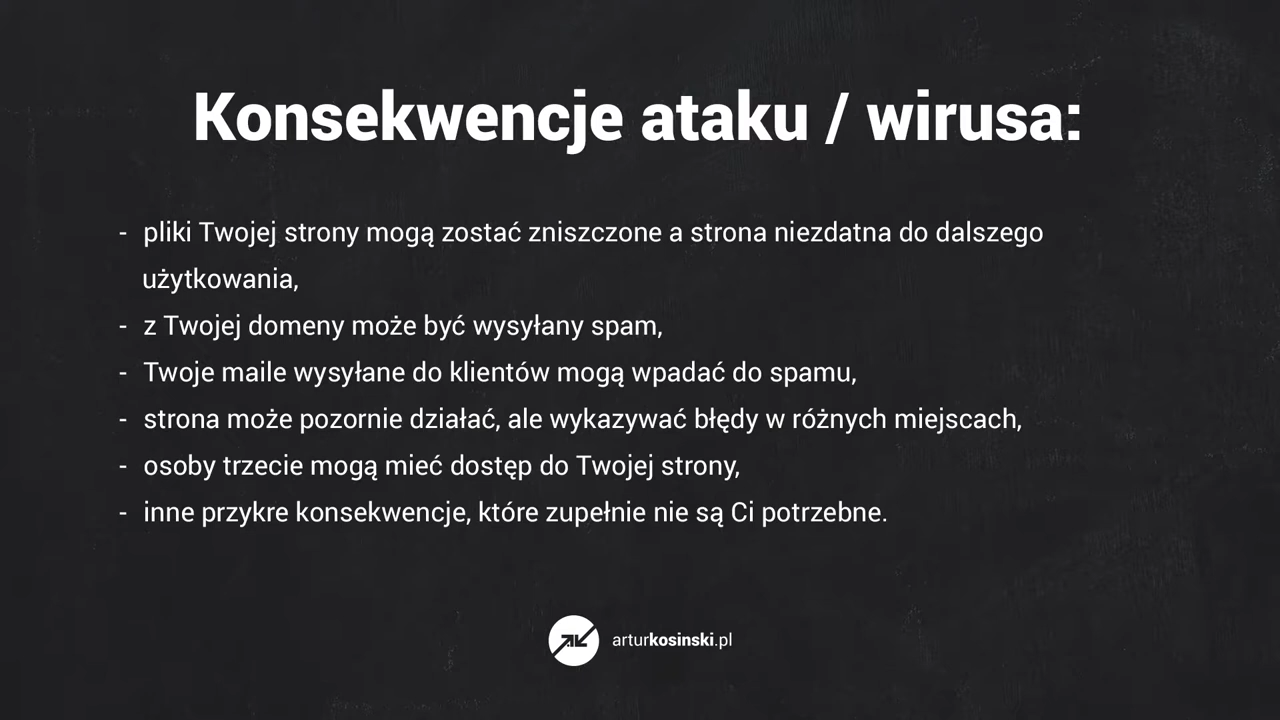 Konsekwencje ataku / wirusa:
- pliki Twojej strony mogą zostać zniszczone a strona niezdatna do dalszego
użytkowania,
- z Twojej domeny może być wysyłany spam,
- Twoje maile wysyłane do klientów mogą wpadać do spamu,
- strona może pozornie działać, ale wykazywać błędy w różnych miejscach,
- osoby trzecie mogą mieć dostęp do Twojej strony,
- inne przykre konsekwencje, które zupełnie nie są Ci potrzebne.
arturkosinski.pl